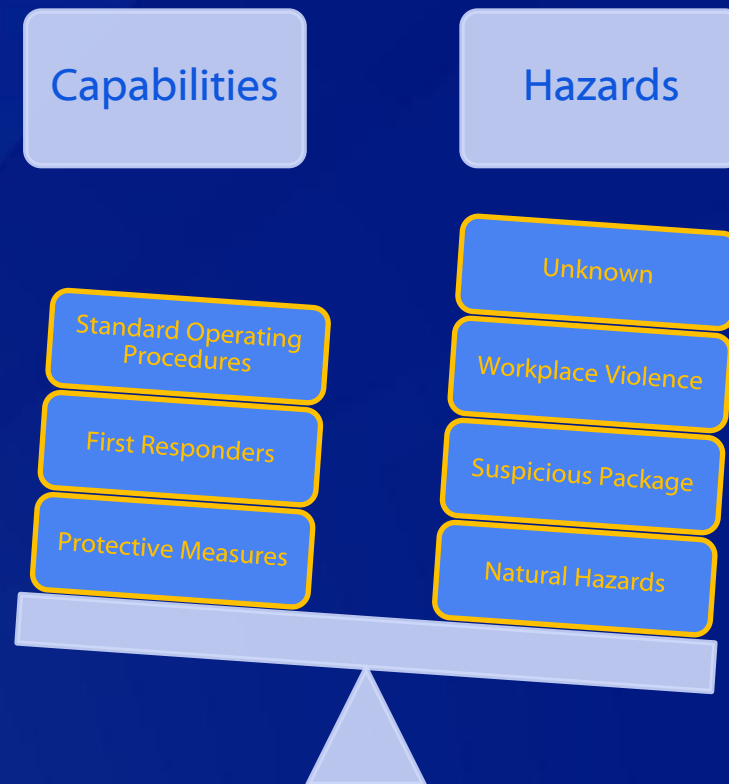 Capabilities
Hazards
Standard Operating
Procedures
First Responders
Protective Measures
Unknown
Workplace Violence
Suspicious Package
Natural Hazards